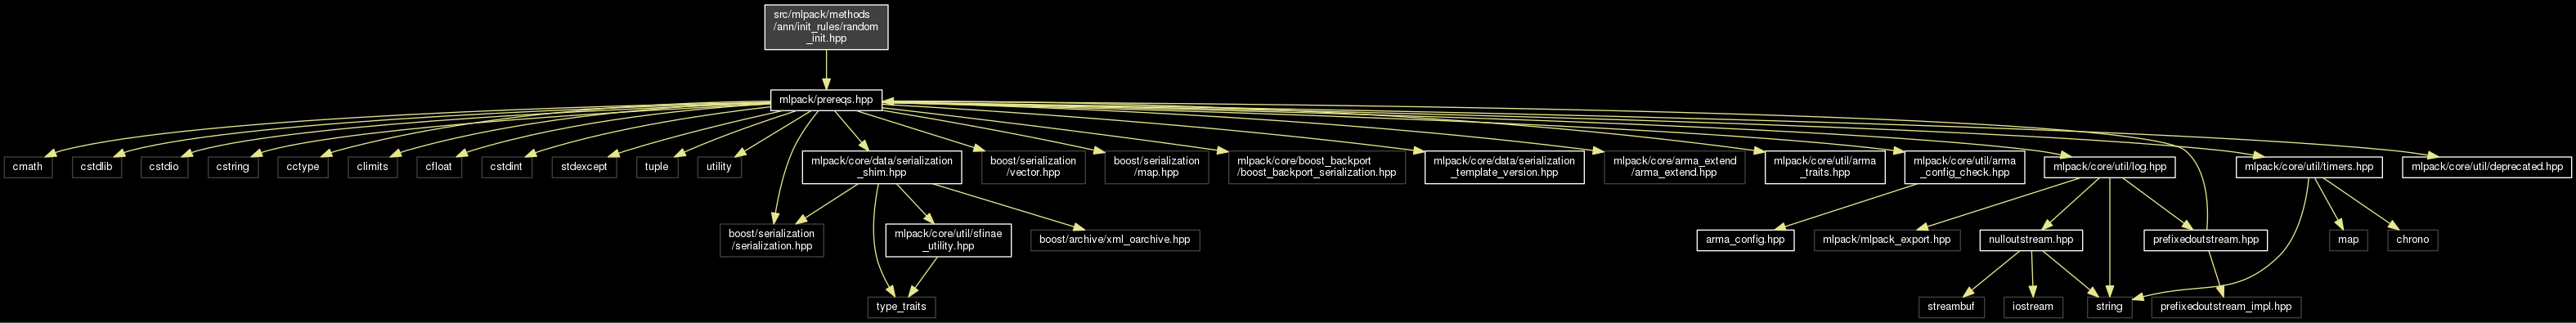 src/mlpack/methods
/ann/init_rules/random
_init.hpp
mlpack/prereqs.hpp
cmath
cstdlib
cstdio
cstring
cctype
climits
cfloat
cstdint
stdexcept
tuple
utility
mlpack/core/data/serialization
_shim.hpp
boost/serialization
/vector.hpp
boost/serialization
/map.hpp
mlpack/core/boost_backport
/boost_backport_serialization.hpp
mlpack/core/data/serialization
_template_version.hpp
mlpack/core/arma_extend
/arma_extend.hpp
mlpack/core/util/arma
_traits.hpp
mlpack/core/util/arma
_config_check.hpp
mlpack/core/util/log.hpp
mlpack/core/util/timers.hpp
mlpack/core/util/deprecated.hpp
boost/serialization
/serialization.hpp
mlpack/core/util/sfinae
_utility.hpp
boost/archive/xml_oarchive.hpp
arma_config.hpp
mlpack/mlpack_export.hpp
nulloutstream.hpp
prefixedoutstream.hpp
map
chrono
type_traits
streambuf
iostream
string
prefixedoutstream_impl.hpp